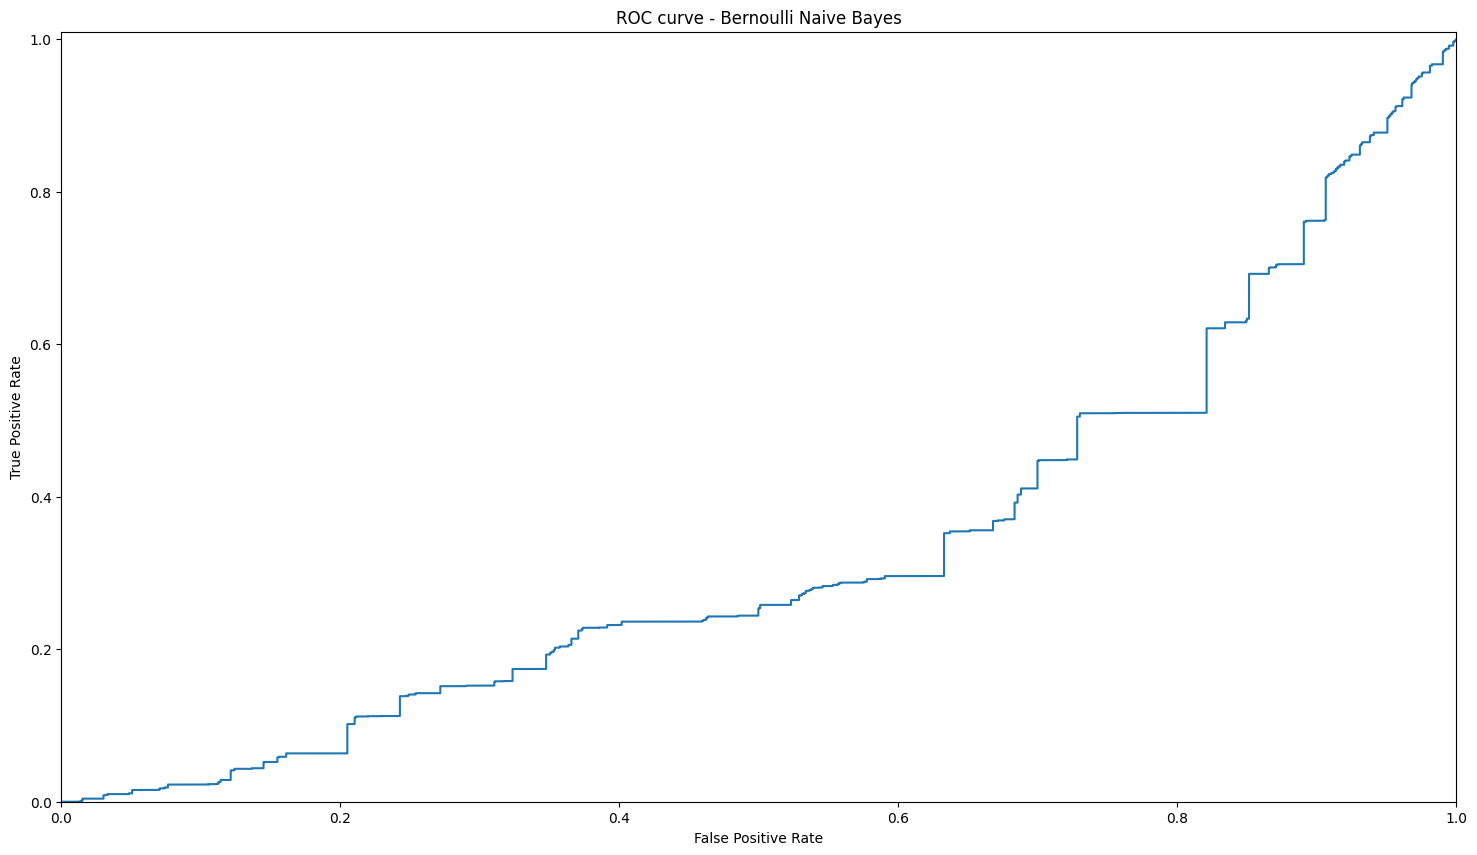 ROC curve - Bernoulli Naive Bayes
1.0
0.8
0.6
0.4
0.2
0.0
True Positive Rate
0.0 0.2 0.4 0.6 0.8 1.0
False Positive Rate